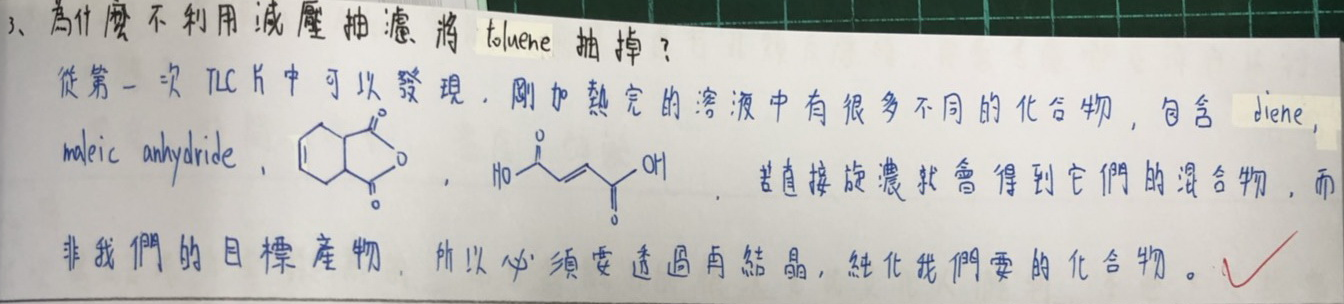 3、為什麼不利用減壓抽濾將 toluene 抽掉?
從第一次 TLC 片中可以發現,剛加熱完的溶液中有很多不同的化合物,包含 diene,
maleic anhydride, O O O, HO O O OH, 若直接旋濃就會得到它們的混合物,而
非我們的目標產物,所以必須要透過再結晶,純化我們要的化合物。